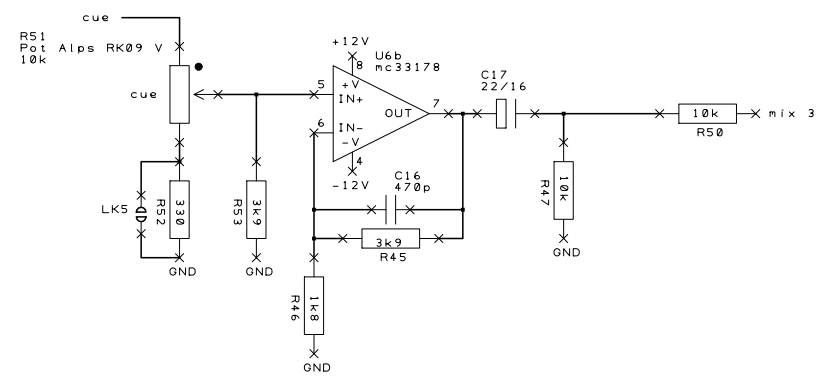 cue
R51
Pot Alps RK09 V
10k
cue
LK5
R52
330
GND
R53
3k9
GND
+12V
8
U6b
mc33178
5
+V
IN+
6
IN-
-V
OUT
7
4
-12V
C16
470p
3k9
R45
R46
1k8
GND
C17
22/16
R47
10k
GND
10k
R50
mix 3